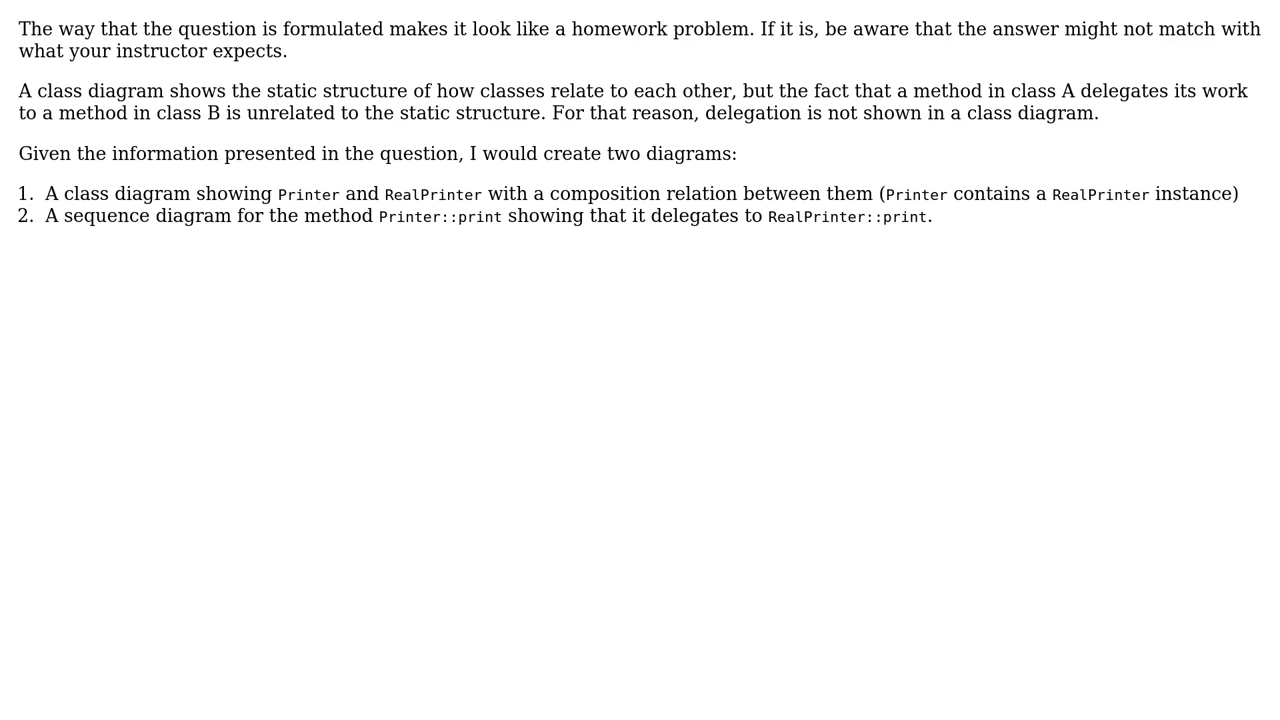 The way that the question is formulated makes it look like a homework problem. If it is, be aware that the answer might not match with
what your instructor expects.
A class diagram shows the static structure of how classes relate to each other, but the fact that a method in class A delegates its work
to a method in class B is unrelated to the static structure. For that reason, delegation is not shown in a class diagram.
Given the information presented in the question, I would create two diagrams:
1. A class diagram showing Printer and RealPrinter with a composition relation between them (Printer contains a RealPrinter instance)
2. A sequence diagram for the method Printer::print showing that it delegates to RealPrinter::print.